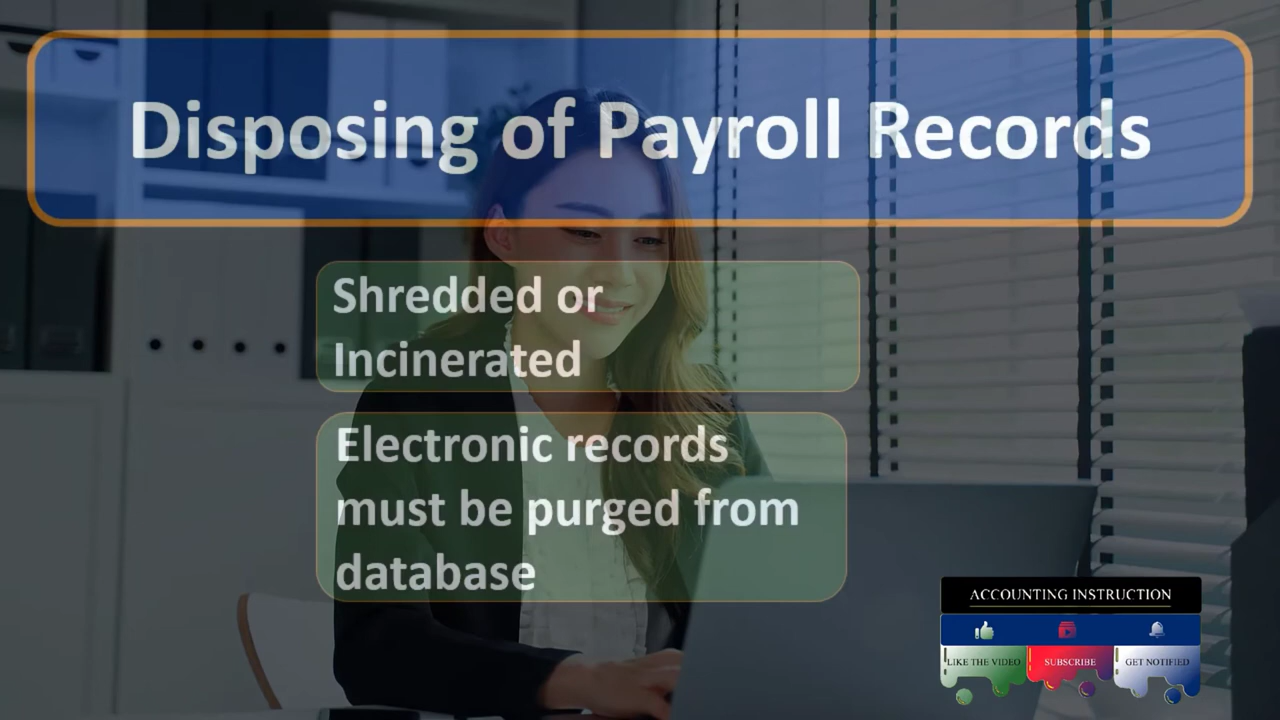 Disposing of Payroll Records
Shredded or
Incinerated
Electronic records
must be purged from
database
ACCOUNTING INSTRUCTION
LIKE THE VIDEO
SUBSCRIBE
GET NOTIFIED